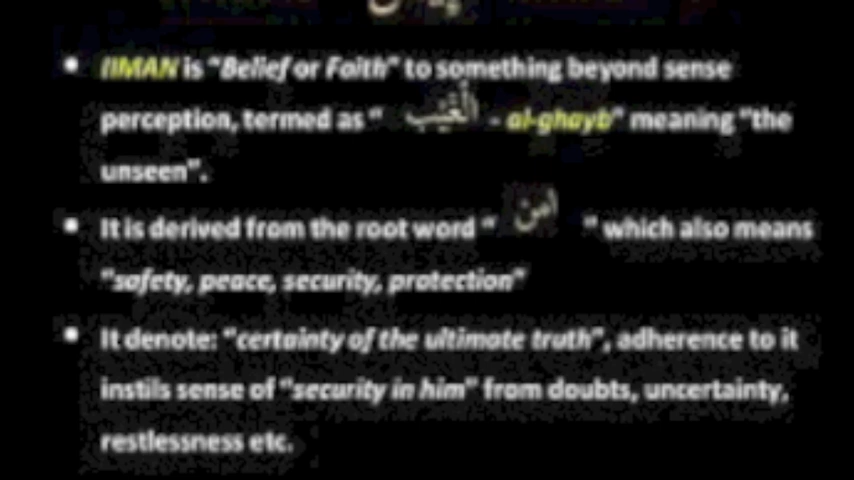 • IIMAN is "Belief or Faith" to something beyond sense
perception, termed as " الْغَيْب - al-ghayb" meaning "the
unseen".
• It is derived from the root word " امن " which also means
"safety, peace, security, protection"
• It denote: "certainty of the ultimate truth", adherence to it
instils sense of "security in him" from doubts, uncertainty,
restlessness etc.